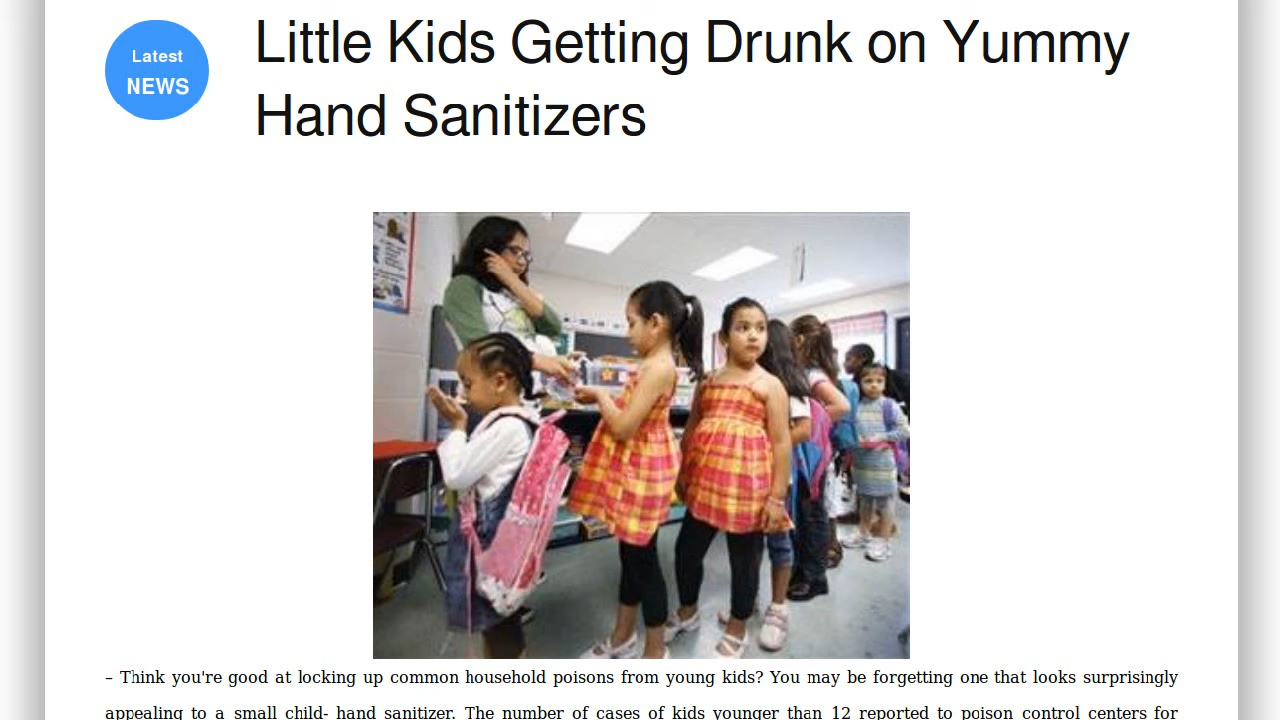 Latest
NEWS
Little Kids Getting Drunk on Yummy
Hand Sanitizers
– Think you're good at locking up common household poisons from young kids? You may be forgetting one that looks surprisingly
appealing to a small child- hand sanitizer. The number of cases of kids younger than 12 reported to poison control centers for